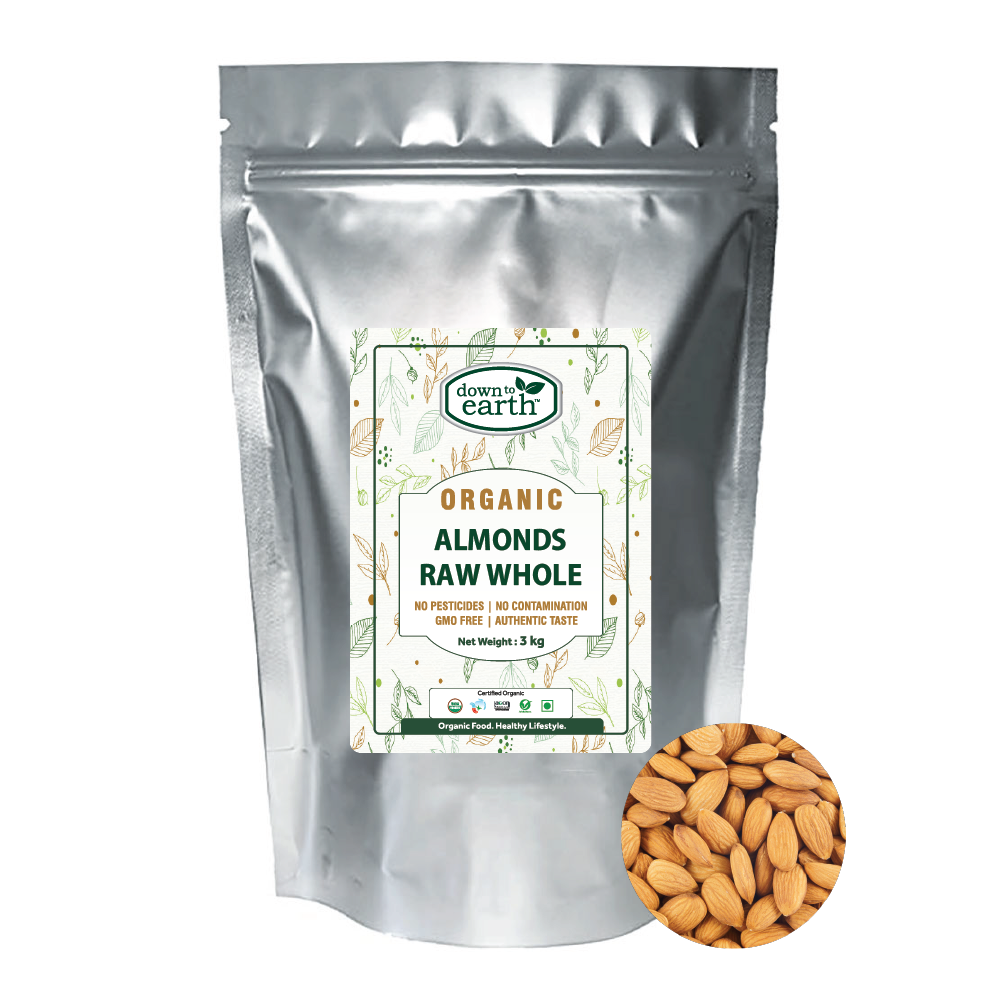 down to
earth™
ORGANIC
ALMONDS
RAW WHOLE
NO PESTICIDES | NO CONTAMINATION
GMO FREE | AUTHENTIC TASTE
Net Weight : 3 kg
Certified Organic
Organic Food. Healthy Lifestyle.